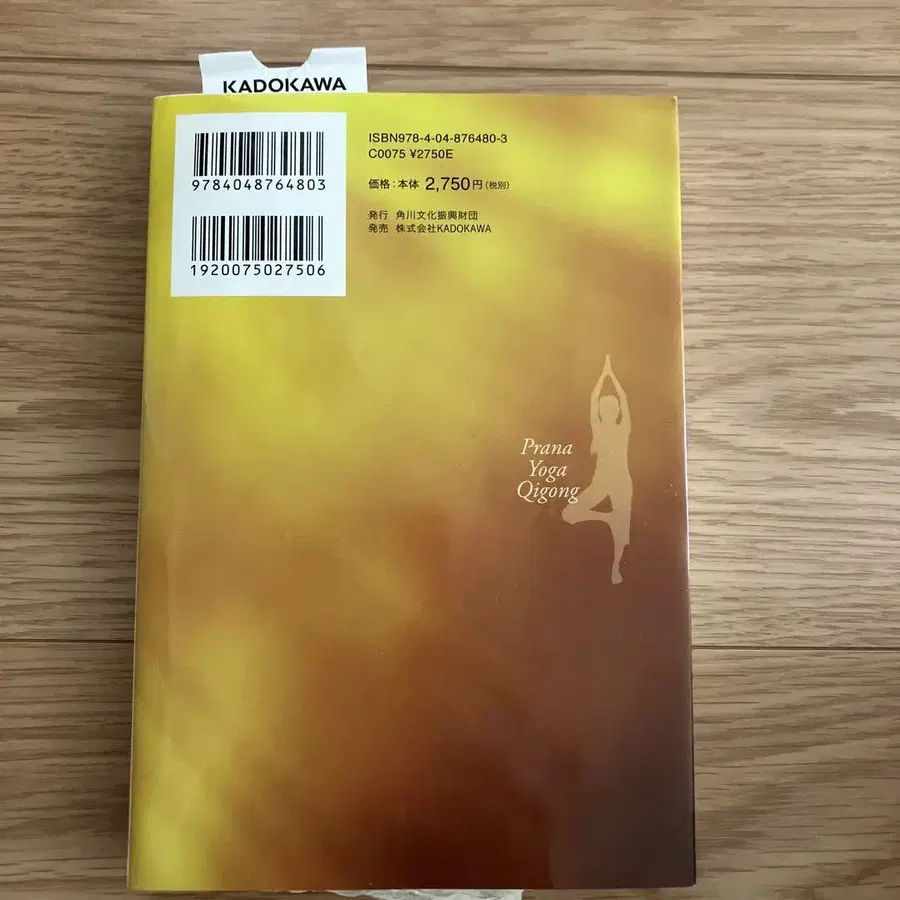 KADOKAWA
ISBN978-4-04-876480-3
C0075 ¥2750E
9784048764803
価格：本体 2,750円（税別）
発行 角川文化振興財団
発売 株式会社KADOKAWA
1920075027506
Prana
Yoga
Qigong